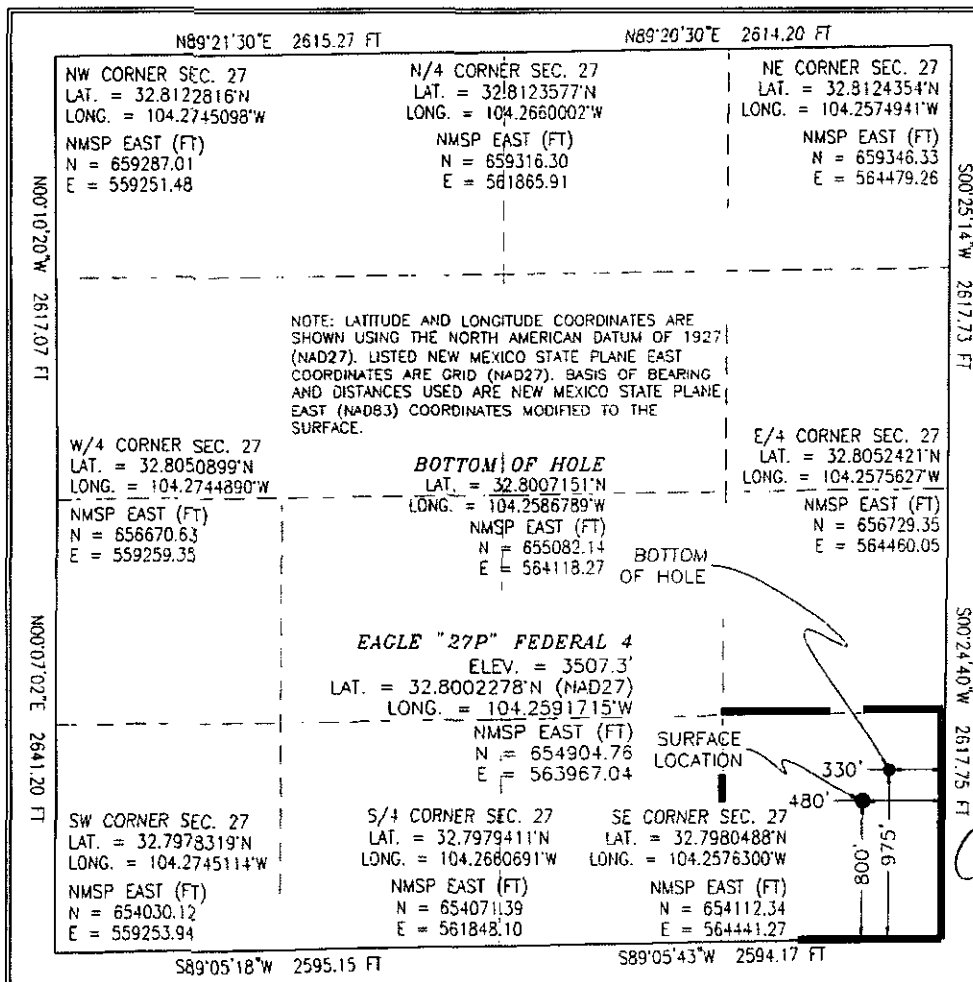 N89°21'30"E 2615.27 FT
N89°20'30"E 2614.20 FT
NW CORNER SEC. 27
LAT. = 32.8122816°N
LONG. = 104.2745098°W
NMSP EAST (FT)
N = 659287.01
E = 559251.48
N/4 CORNER SEC. 27
LAT. = 32.8123577°N
LONG. = 104.2660002°W
NMSP EAST (FT)
N = 659316.30
E = 561865.91
NE CORNER SEC. 27
LAT. = 32.8124354°N
LONG. = 104.2574941°W
NMSP EAST (FT)
N = 659346.33
E = 564479.26
N00°10'20"W 2617.07 FT
S00°25'14"W 2617.73 FT
NOTE: LATITUDE AND LONGITUDE COORDINATES ARE
SHOWN USING THE NORTH AMERICAN DATUM OF 1927
(NAD27). LISTED NEW MEXICO STATE PLANE EAST
COORDINATES ARE GRID (NAD27). BASIS OF BEARING
AND DISTANCES USED ARE NEW MEXICO STATE PLANE
EAST (NAD83) COORDINATES MODIFIED TO THE
SURFACE.
W/4 CORNER SEC. 27
LAT. = 32.8050899°N
LONG. = 104.2744890°W
NMSP EAST (FT)
N = 656670.63
E = 559259.35
BOTTOM OF HOLE
LAT. = 32.8007151°N
LONG. = 104.2586789°W
NMSP EAST (FT)
N = 655082.14
E = 564118.27
E/4 CORNER SEC. 27
LAT. = 32.8052421°N
LONG. = 104.2575627°W
NMSP EAST (FT)
N = 656729.35
E = 564460.05
BOTTOM
OF HOLE
N00°07'02"E 2641.20 FT
S00°24'40"W 2617.75 FT
EAGLE "27P" FEDERAL 4
ELEV. = 3507.3'
LAT. = 32.8002278°N (NAD27)
LONG. = 104.2591715°W
NMSP EAST (FT)
N = 654904.76
E = 563967.04
SURFACE
LOCATION
330'
480'
800'
975'
SW CORNER SEC. 27
LAT. = 32.7978319°N
LONG. = 104.2745114°W
NMSP EAST (FT)
N = 654030.12
E = 559253.94
S/4 CORNER SEC. 27
LAT. = 32.7979411°N
LONG. = 104.2660691°W
NMSP EAST (FT)
N = 654071.39
E = 561848.10
SE CORNER SEC. 27
LAT. = 32.7980488°N
LONG. = 104.2576300°W
NMSP EAST (FT)
N = 654112.34
E = 564441.27
S89°05'18"W 2595.15 FT
S89°05'43"W 2594.17 FT